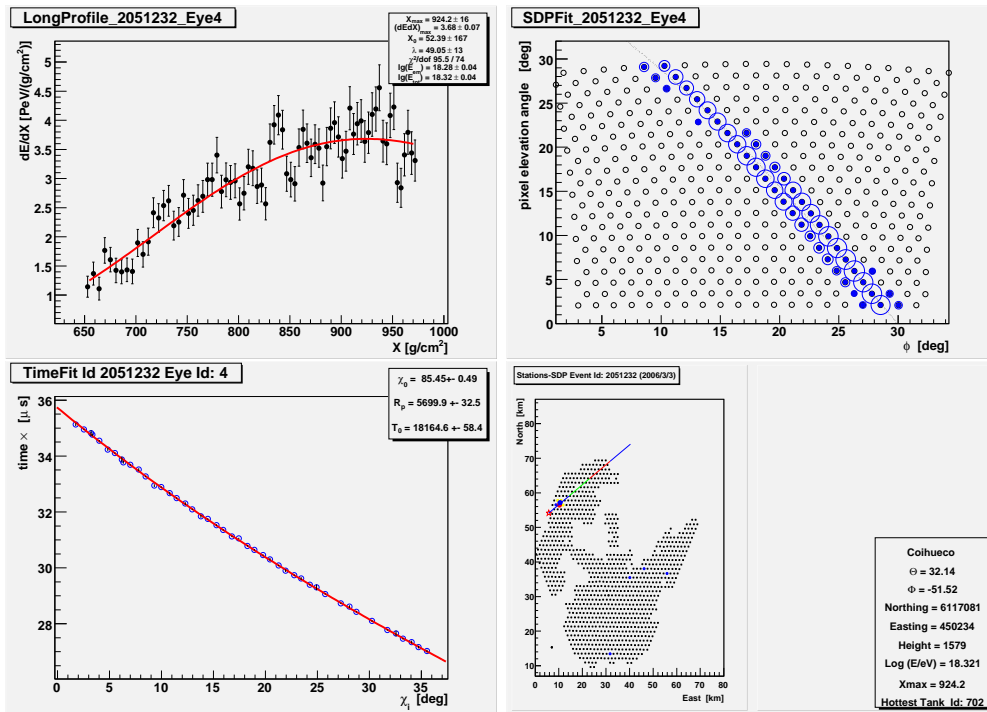 LongProfile_2051232_Eye4
Xmax = 924.2 ± 16
(dEdX)max = 3.68 ± 0.07
X0 = 52.39 ± 167
λ = 49.05 ± 13
χ²/dof 95.5 / 74
lg(Eem) = 18.28 ± 0.04
lg(Etot) = 18.32 ± 0.04
dE/dX [PeV/(g/cm²)]
5
4.5
4
3.5
3
2.5
2
1.5
1
650 700 750 800 850 900 950 1000
X [g/cm²]
SDPFit_2051232_Eye4
pixel elevation angle [deg]
30
25
20
15
10
5
0
5 10 15 20 25 30
φ [deg]
TimeFit Id 2051232 Eye Id: 4
χ0 = 85.45+- 0.49
Rp = 5699.9 +- 32.5
T0 = 18164.6 +- 58.4
time × [μ s]
36
34
32
30
28
0 5 10 15 20 25 30 35
χi [deg]
Stations-SDP Event Id: 2051232 (2006/3/3)
North [km]
80
70
60
50
40
30
20
10
0 10 20 30 40 50 60 70 80
East [km]
Coihueco
Θ = 32.14
Φ = -51.52
Northing = 6117081
Easting = 450234
Height = 1579
Log (E/eV) = 18.321
Xmax = 924.2
Hottest Tank Id: 702